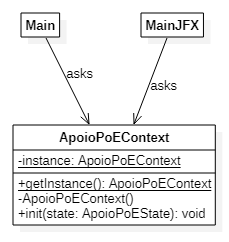 Main
MainJFX
asks
asks
ApoioPoEContext
-instance: ApoioPoEContext
+getInstance(): ApoioPoEContext
-ApoioPoEContext()
+init(state: ApoioPoEState): void